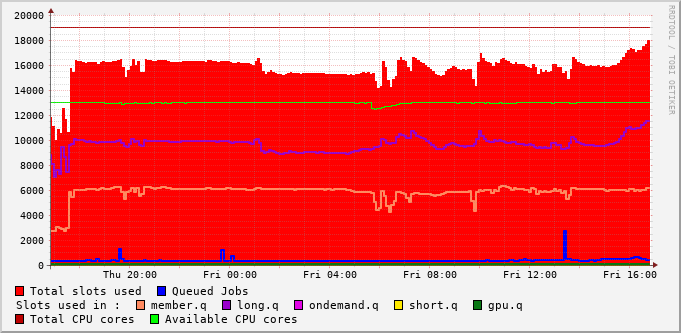 20000
18000
16000
14000
12000
10000
8000
6000
4000
2000
0
Thu 20:00 Fri 00:00 Fri 04:00 Fri 08:00 Fri 12:00 Fri 16:00
RRDTOOL / TOBI OETIKER
Total slots used Queued Jobs
Slots used in : member.q long.q ondemand.q short.q gpu.q
Total CPU cores Available CPU cores